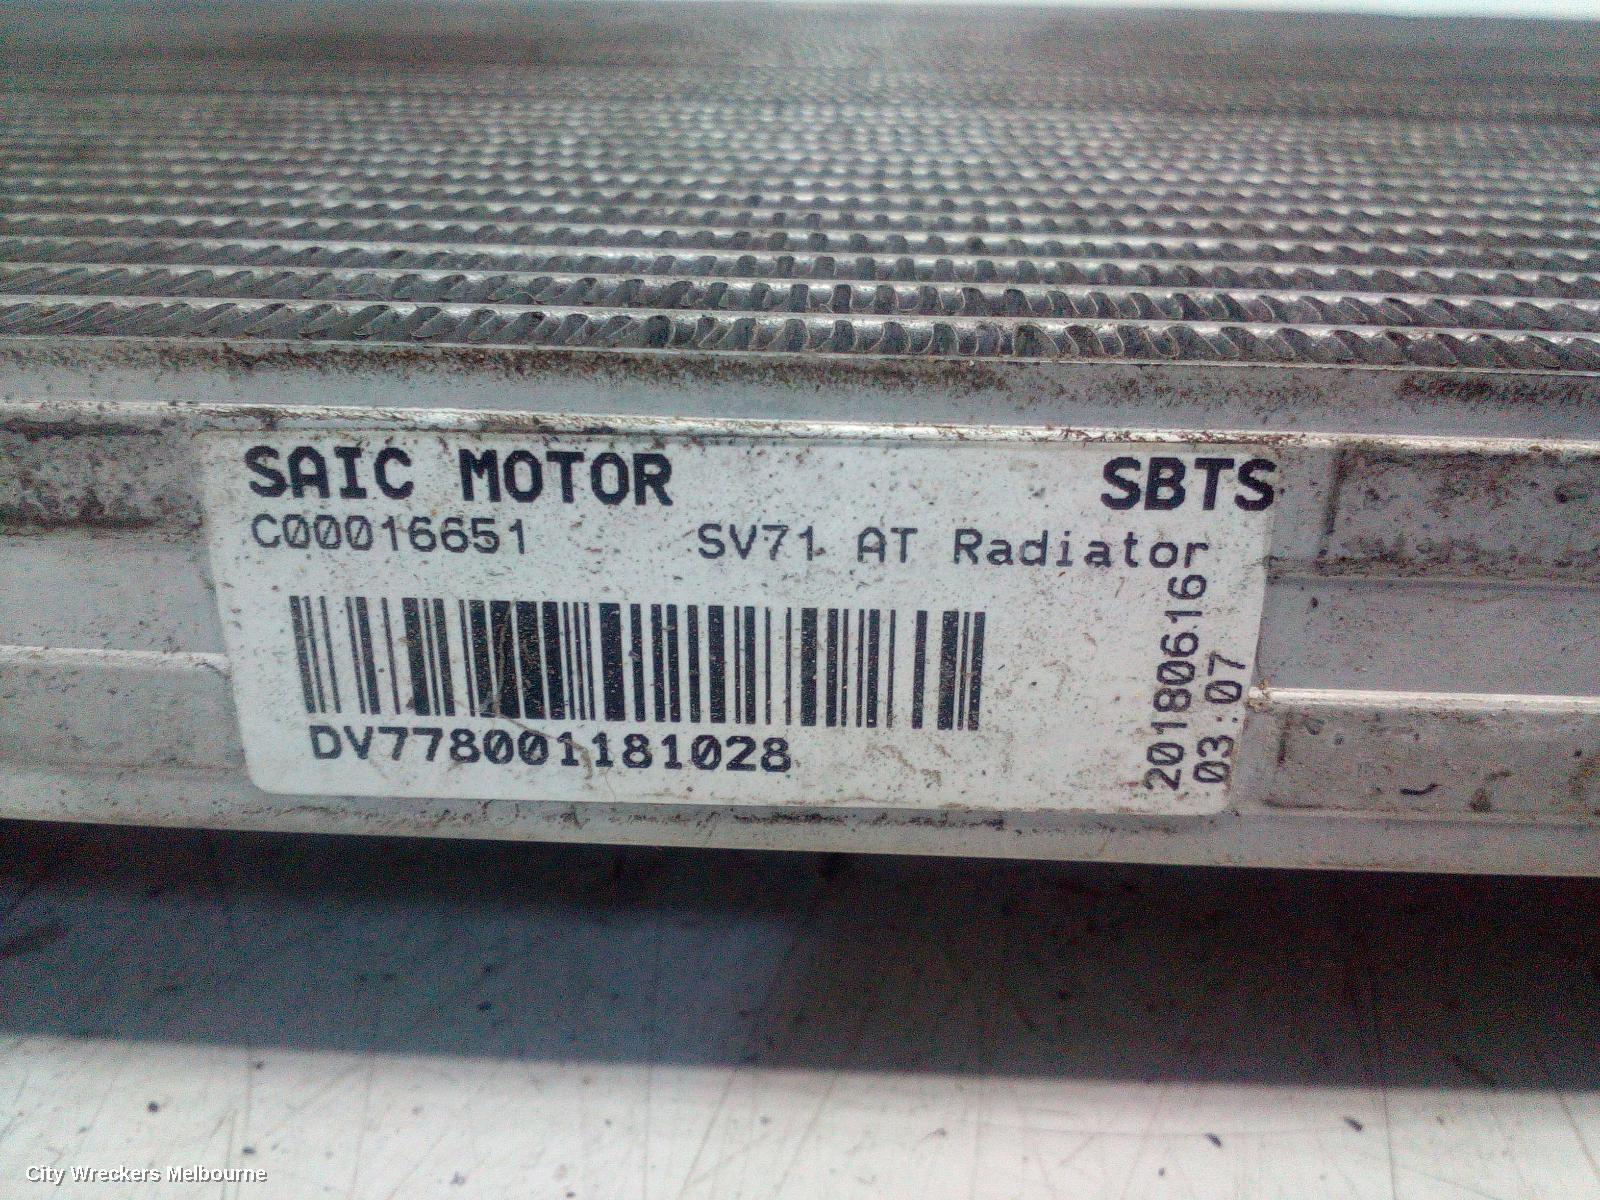 SAIC MOTOR SBTS
C00016651 SV71 AT Radiator
DV778001181028
20180616
03:07
City Wreckers Melbourne